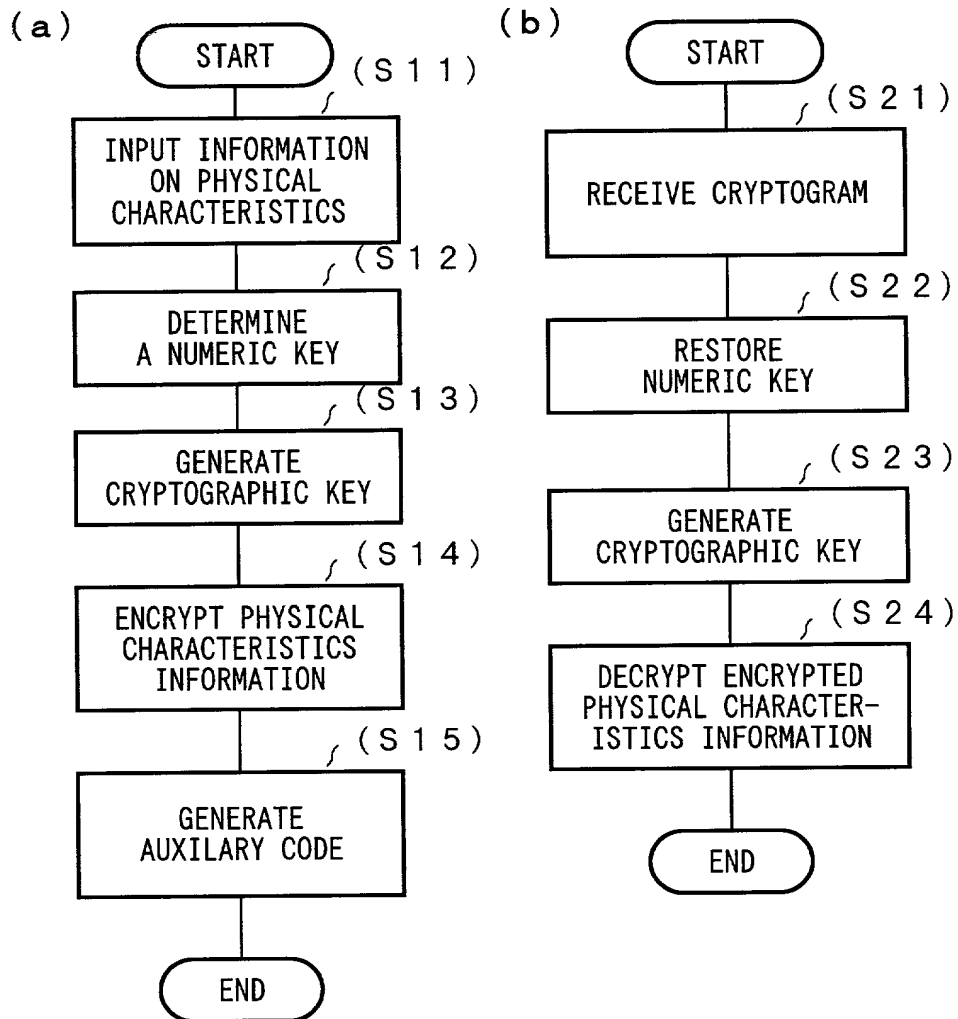 (a)
START
(S11)
INPUT INFORMATION
ON PHYSICAL
CHARACTERISTICS
(S12)
DETERMINE
A NUMERIC KEY
(S13)
GENERATE
CRYPTOGRAPHIC KEY
(S14)
ENCRYPT PHYSICAL
CHARACTERISTICS
INFORMATION
(S15)
GENERATE
AUXILARY CODE
END
(b)
START
(S21)
RECEIVE CRYPTOGRAM
(S22)
RESTORE
NUMERIC KEY
(S23)
GENERATE
CRYPTOGRAPHIC KEY
(S24)
DECRYPT ENCRYPTED
PHYSICAL CHARACTER-
ISTICS INFORMATION
END